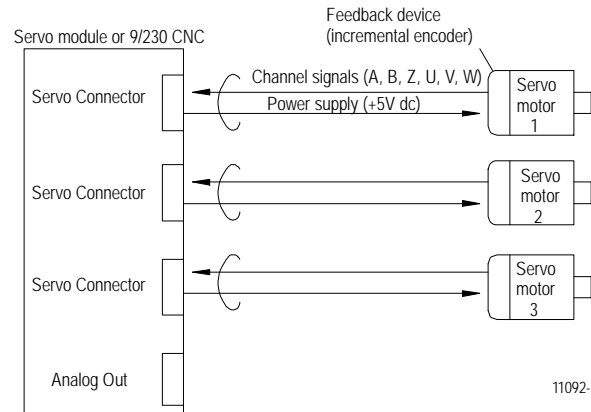 Feedback device
(incremental encoder)
Servo module or 9/230 CNC
Channel signals (A, B, Z, U, V, W)
Servo Connector
Power supply (+5V dc)
Servo
motor
1
Servo Connector
Servo
motor
2
Servo Connector
Servo
motor
3
Analog Out
11092-